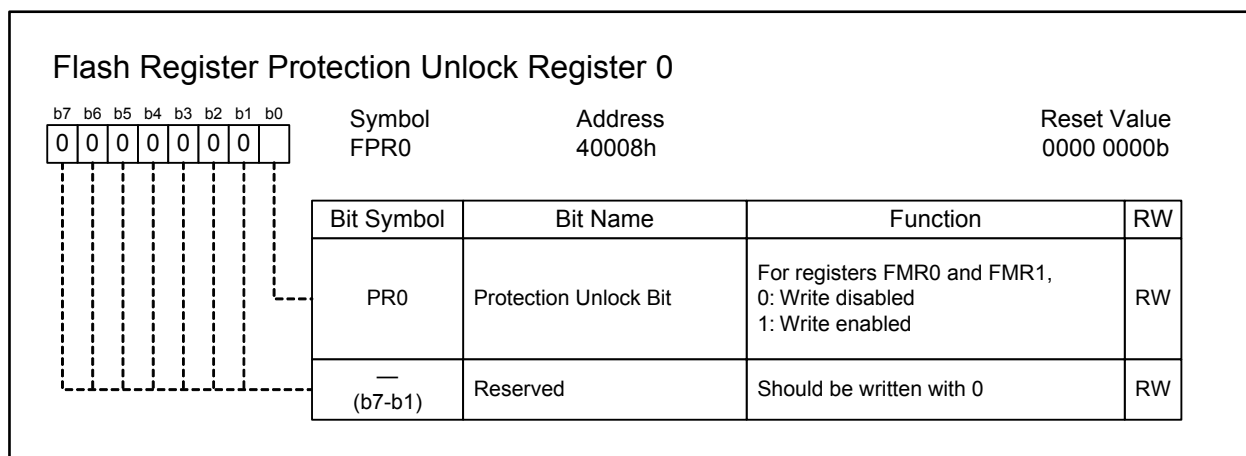 Flash Register Protection Unlock Register 0
b7 b6 b5 b4 b3 b2 b1 b0
0 0 0 0 0 0 0
Symbol Address Reset Value
FPR0 40008h 0000 0000b
Bit Symbol Bit Name Function RW
PR0 Protection Unlock Bit For registers FMR0 and FMR1,
0: Write disabled
1: Write enabled RW
—
(b7-b1) Reserved Should be written with 0 RW